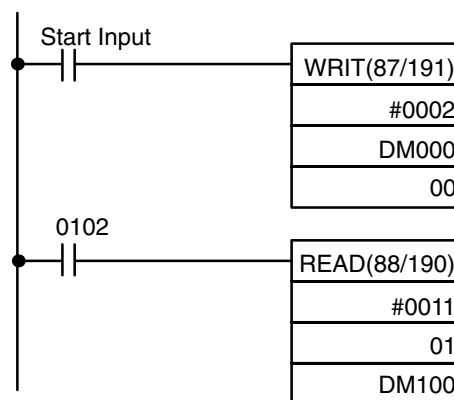 Start Input
WRIT(87/191)
#0002
DM000
00
0102
READ(88/190)
#0011
01
DM100